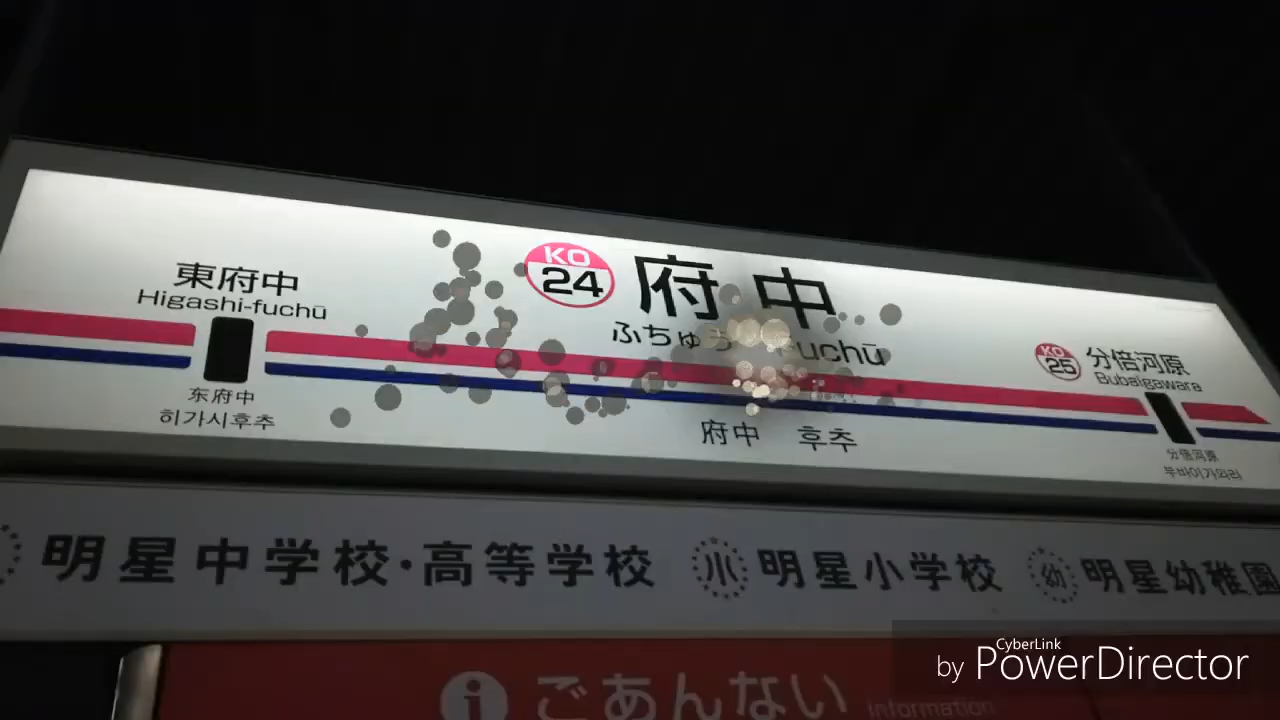 東府中
Higashi-fuchū
东府中
히가시후추
KO
24
府中
ふちゅう Fuchū
府中 후추
KO
25
分倍河原
Bubaigawara
分倍河原
부바이가와라
明星中学校・高等学校
小 明星小学校
幼 明星幼稚園
i ごあんない Information
CyberLink
by PowerDirector